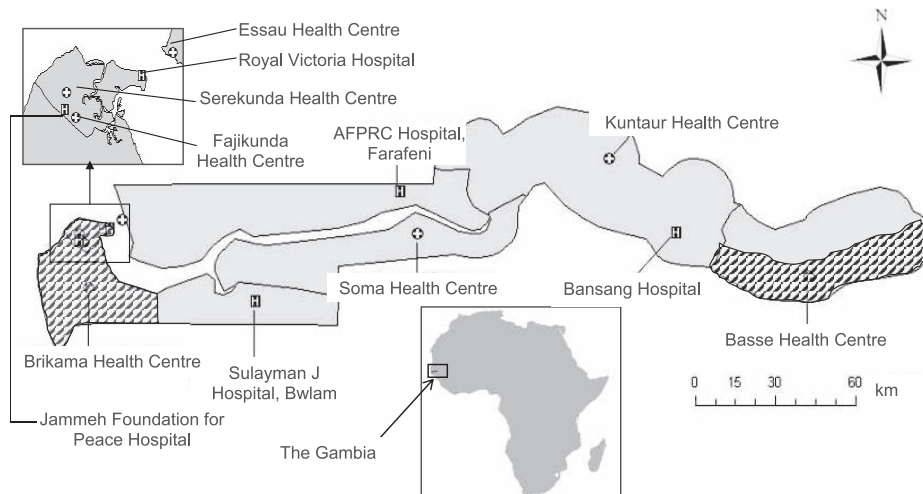 Essau Health Centre
Royal Victoria Hospital
Serekunda Health Centre
Fajikunda
Health Centre
N
AFPRC Hospital,
Farafeni
Kuntaur Health Centre
Soma Health Centre
Bansang Hospital
Basse Health Centre
Brikama Health Centre
Sulayman J
Hospital, Bwlam
Jammeh Foundation for
Peace Hospital
The Gambia
0 15 30 60
km